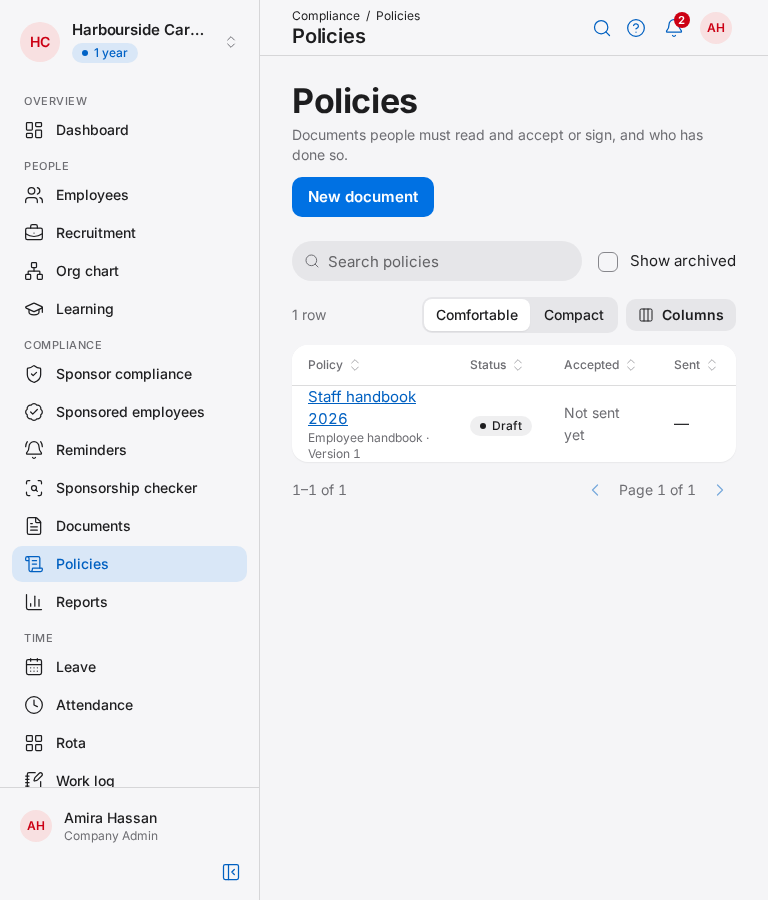 HC
Harbourside Car...
1 year
OVERVIEW
Dashboard
PEOPLE
Employees
Recruitment
Org chart
Learning
COMPLIANCE
Sponsor compliance
Sponsored employees
Reminders
Sponsorship checker
Documents
Policies
Reports
TIME
Leave
Attendance
Rota
Work log
AH
Amira Hassan
Company Admin
Compliance / Policies
Policies
2
AH
Policies
Documents people must read and accept or sign, and who has
done so.
New document
Search policies
Show archived
1 row
Comfortable
Compact
Columns
Policy
Status
Accepted
Sent
Staff handbook
2026
Employee handbook ·
Version 1
Draft
Not sent
yet
—
1–1 of 1
Page 1 of 1